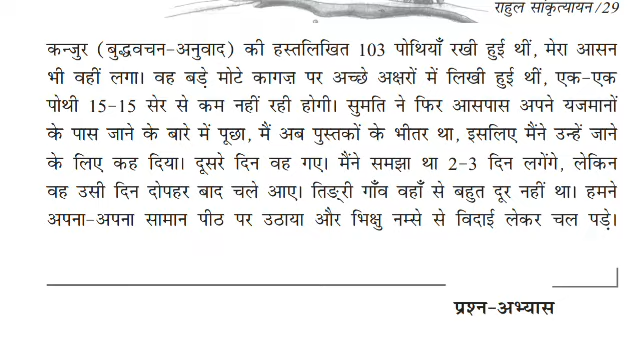 राहुल सांकृत्यायन/29
कन्जुर (बुद्धवचन-अनुवाद) की हस्तलिखित 103 पोथियाँ रखी हुई थीं, मेरा आसन
भी वहीं लगा। वह बड़े मोटे कागज़ पर अच्छे अक्षरों में लिखी हुई थीं, एक-एक
पोथी 15-15 सेर से कम नहीं रही होगी। सुमति ने फिर आसपास अपने यजमानों
के पास जाने के बारे में पूछा, मैं अब पुस्तकों के भीतर था, इसलिए मैंने उन्हें जाने
के लिए कह दिया। दूसरे दिन वह गए। मैंने समझा था 2-3 दिन लगेंगे, लेकिन
वह उसी दिन दोपहर बाद चले आए। तिङ्री गाँव वहाँ से बहुत दूर नहीं था। हमने
अपना-अपना सामान पीठ पर उठाया और भिक्षु नम्से से विदाई लेकर चल पड़े।
प्रश्न-अभ्यास